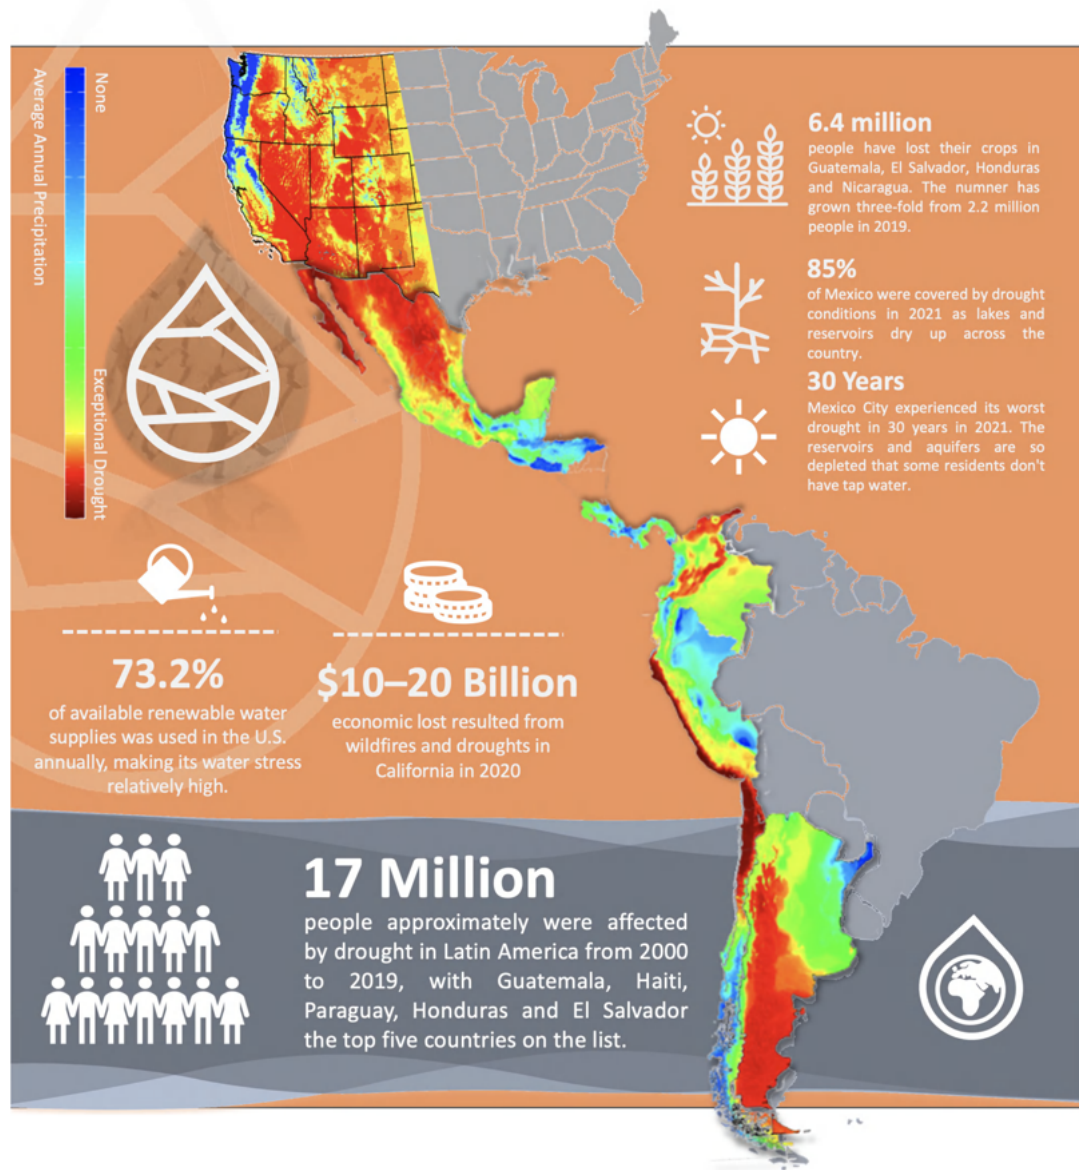 None
Average Annual Precipitation
Exceptional Drought
6.4 million
people have lost their crops in
Guatemala, El Salvador, Honduras
and Nicaragua. The numner has
grown three-fold from 2.2 million
people in 2019.
85%
of Mexico were covered by drought
conditions in 2021 as lakes and
reservoirs dry up across the
country.
30 Years
Mexico City experienced its worst
drought in 30 years in 2021. The
reservoirs and aquifers are so
depleted that some residents don't
have tap water.
73.2%
of available renewable water
supplies was used in the U.S.
annually, making its water stress
relatively high.
$10–20 Billion
economic lost resulted from
wildfires and droughts in
California in 2020
17 Million
people approximately were affected
by drought in Latin America from 2000
to 2019, with Guatemala, Haiti,
Paraguay, Honduras and El Salvador
the top five countries on the list.